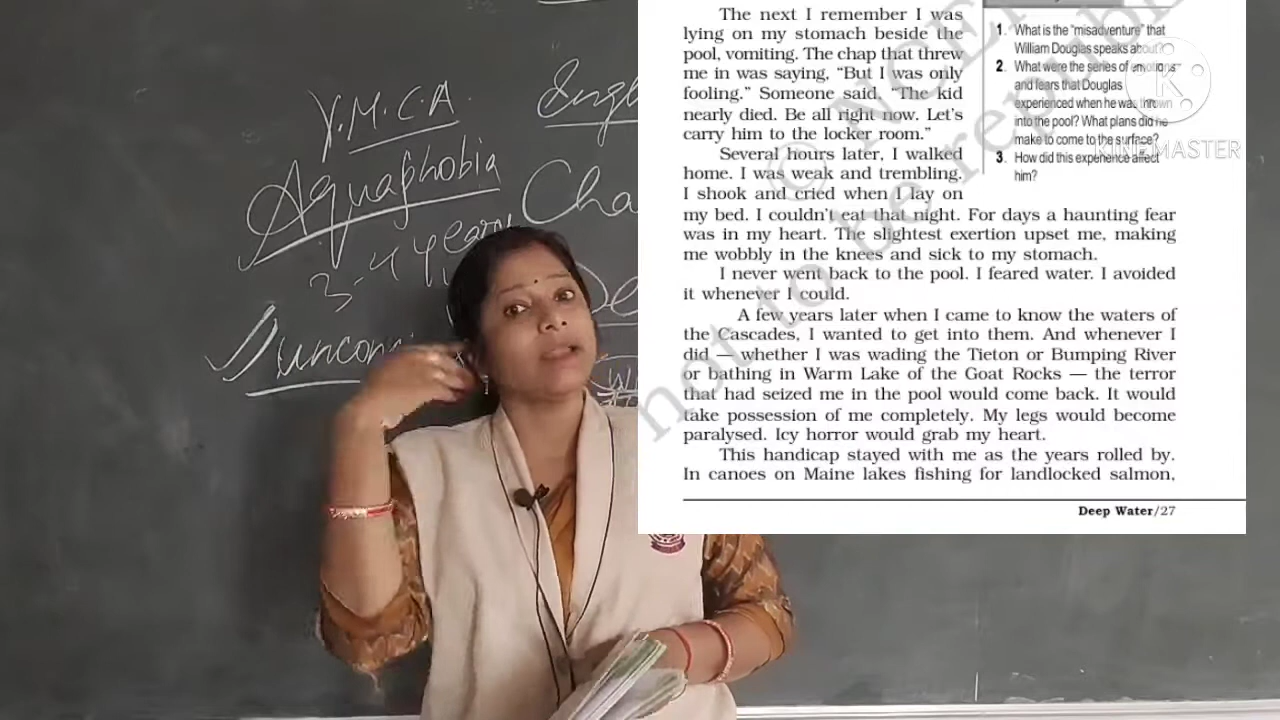 Y.M.C.A
Aquaphobia
3-4 years
The next I remember I was
lying on my stomach beside the
pool, vomiting. The chap that threw
me in was saying, “But I was only
fooling.” Someone said, “The kid
nearly died. Be all right now. Let’s
carry him to the locker room.”
Several hours later, I walked
home. I was weak and trembling.
I shook and cried when I lay on
my bed. I couldn’t eat that night. For days a haunting fear
was in my heart. The slightest exertion upset me, making
me wobbly in the knees and sick to my stomach.
I never went back to the pool. I feared water. I avoided
it whenever I could.
A few years later when I came to know the waters of
the Cascades, I wanted to get into them. And whenever I
did — whether I was wading the Tieton or Bumping River
or bathing in Warm Lake of the Goat Rocks — the terror
that had seized me in the pool would come back. It would
take possession of me completely. My legs would become
paralysed. Icy horror would grab my heart.
This handicap stayed with me as the years rolled by.
In canoes on Maine lakes fishing for landlocked salmon,
1. What is the “misadventure” that
William Douglas speaks about?
2. What were the series of emotions
and fears that Douglas
experienced when he was thrown
into the pool? What plans did he
make to come to the surface?
3. How did this experience affect
him?
KINEMASTER
not to be republi
Deep Water/27